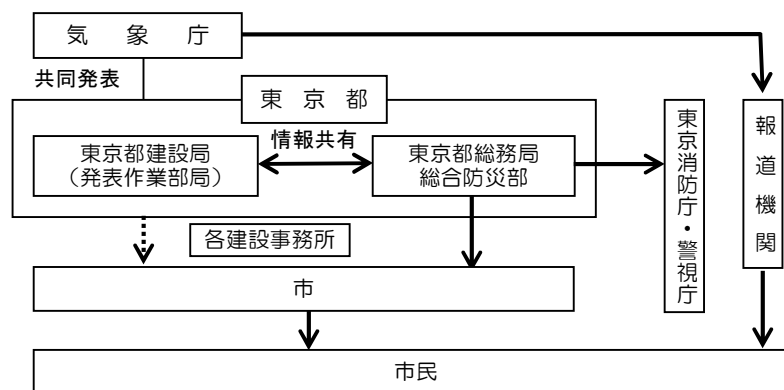 気 象 庁
共同発表
東 京 都
東京都建設局
（発表作業部局）
情報共有
東京都総務局
総合防災部
東京消防庁・警視庁
報道機関
各建設事務所
市
市民